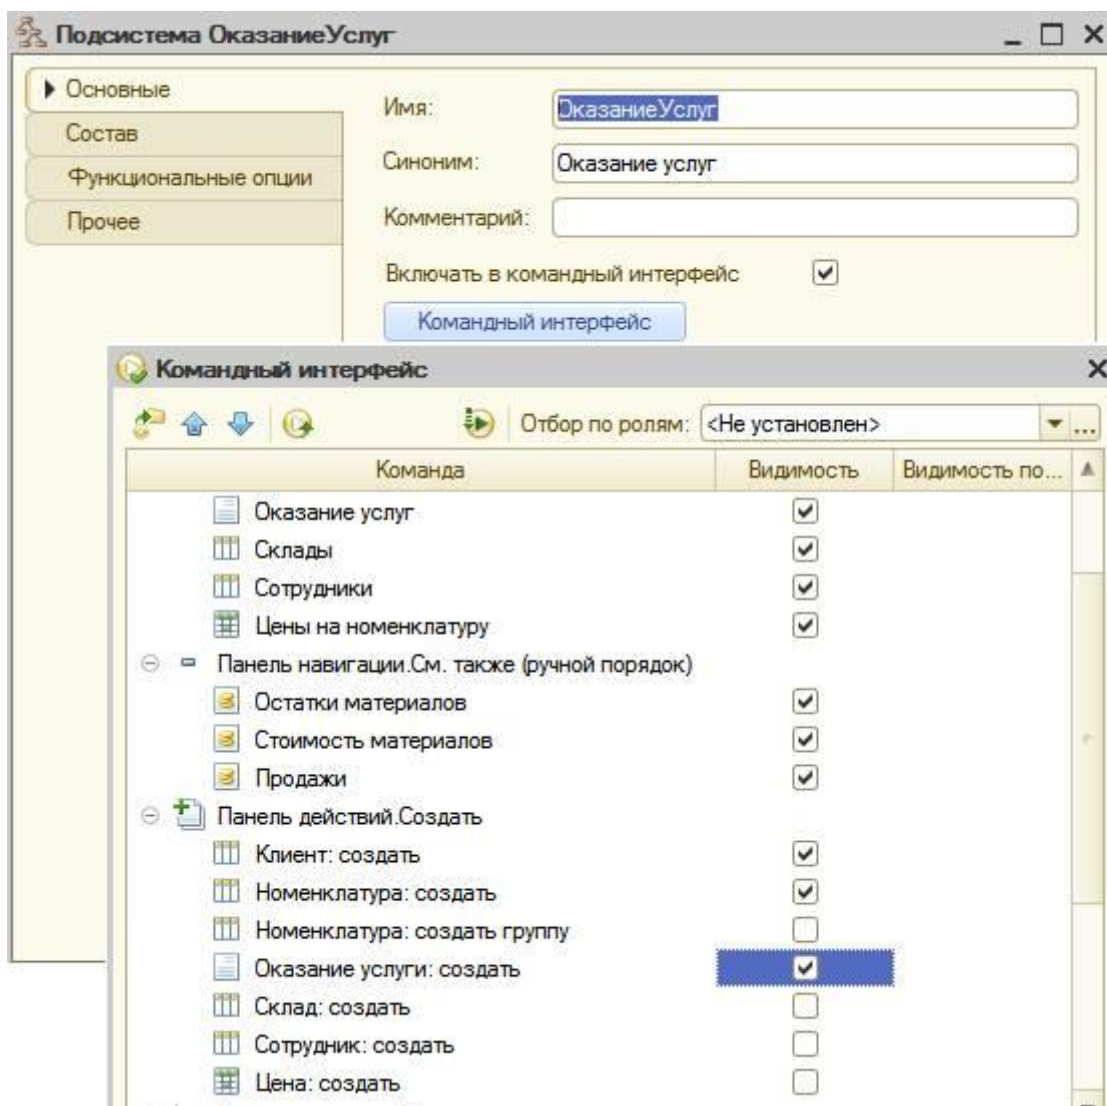 Подсистема ОказаниеУслуг
Основные
Состав
Функциональные опции
Прочее
Имя: ОказаниеУслуг
Синоним: Оказание услуг
Комментарий:
Включать в командный интерфейс
Командный интерфейс
Командный интерфейс
Отбор по ролям: <Не установлен>
Команда Видимость Видимость по...
Оказание услуг
Склады
Сотрудники
Цены на номенклатуру
Панель навигации.См. также (ручной порядок)
Остатки материалов
Стоимость материалов
Продажи
Панель действий.Создать
Клиент: создать
Номенклатура: создать
Номенклатура: создать группу
Оказание услуги: создать
Склад: создать
Сотрудник: создать
Цена: создать